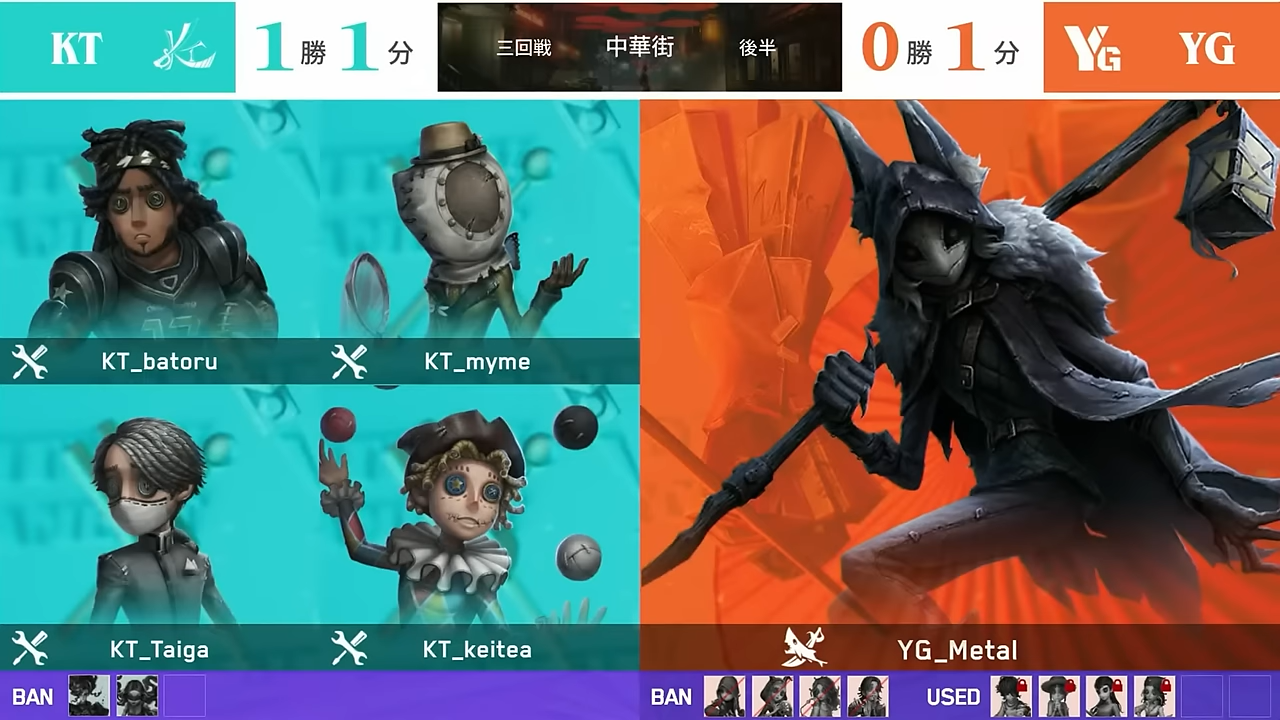 KT
1勝1分
三回戦 中華街 後半
0勝1分
YG YG
KT_batoru
KT_myme
KT_Taiga
KT_keitea
YG_Metal
BAN
BAN
USED